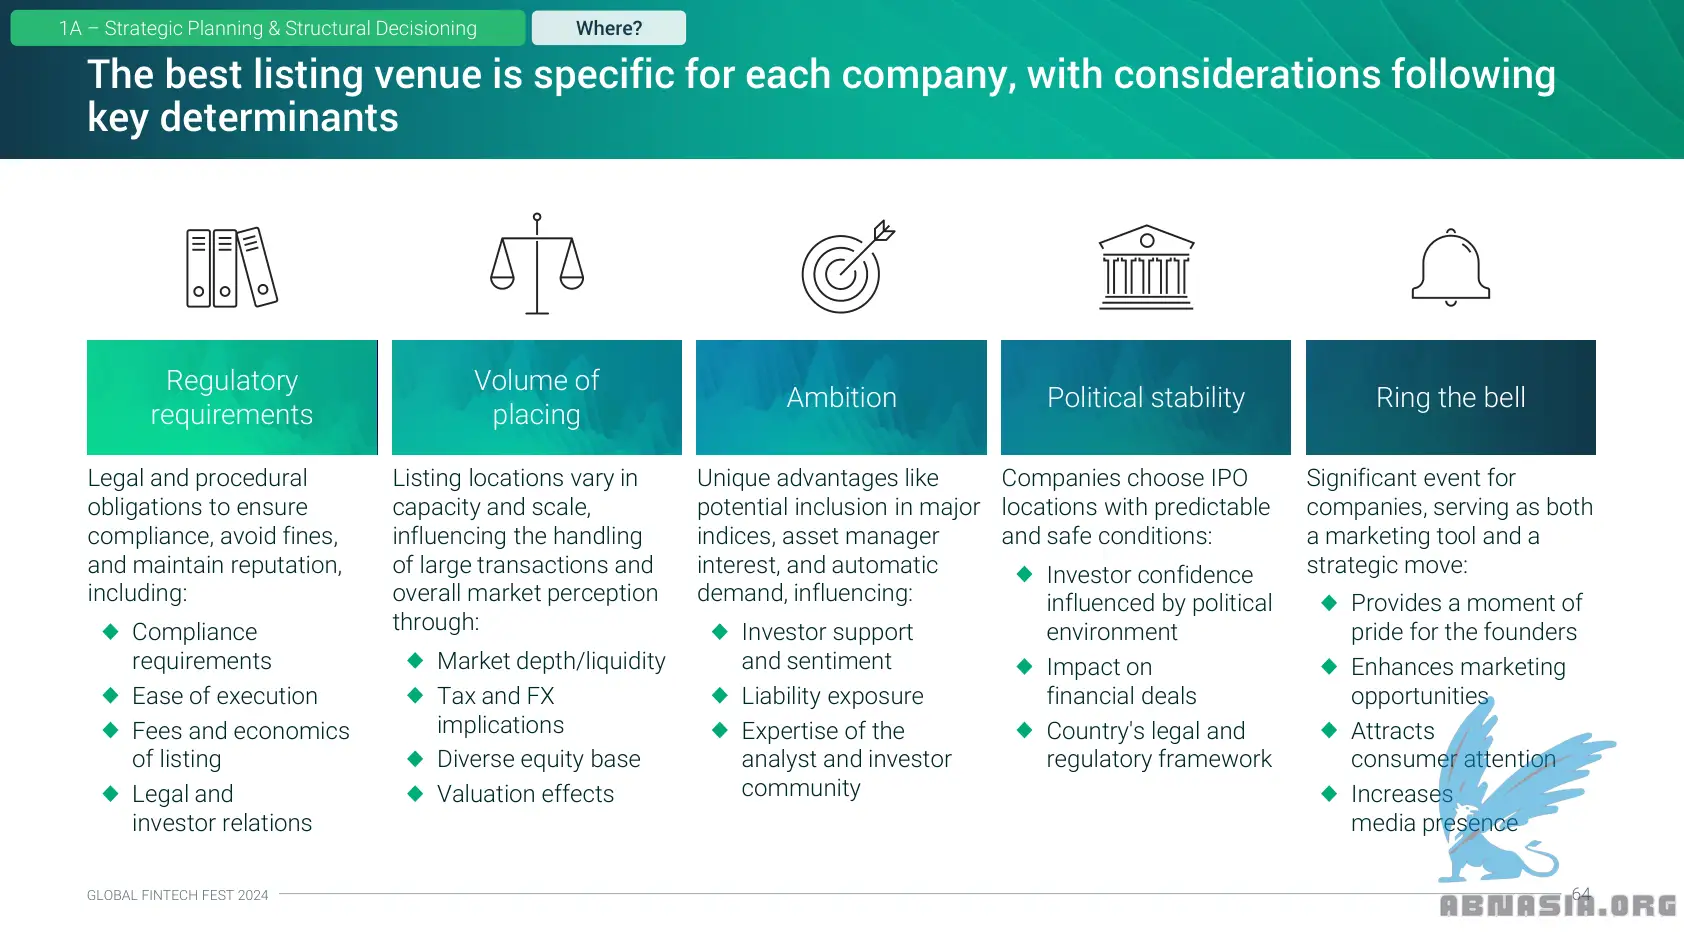 1A – Strategic Planning & Structural Decisioning
Where?
The best listing venue is specific for each company, with considerations following
key determinants
Regulatory
requirements
Legal and procedural
obligations to ensure
compliance, avoid fines,
and maintain reputation,
including:
Compliance
requirements
Ease of execution
Fees and economics
of listing
Legal and
investor relations
Volume of
placing
Listing locations vary in
capacity and scale,
influencing the handling
of large transactions and
overall market perception
through:
Market depth/liquidity
Tax and FX
implications
Diverse equity base
Valuation effects
Ambition
Unique advantages like
potential inclusion in major
indices, asset manager
interest, and automatic
demand, influencing:
Investor support
and sentiment
Liability exposure
Expertise of the
analyst and investor
community
Political stability
Companies choose IPO
locations with predictable
and safe conditions:
Investor confidence
influenced by political
environment
Impact on
financial deals
Country's legal and
regulatory framework
Ring the bell
Significant event for
companies, serving as both
a marketing tool and a
strategic move:
Provides a moment of
pride for the founders
Enhances marketing
opportunities
Attracts
consumer attention
Increases
media presence
GLOBAL FINTECH FEST 2024
64
ABNASIA.ORG